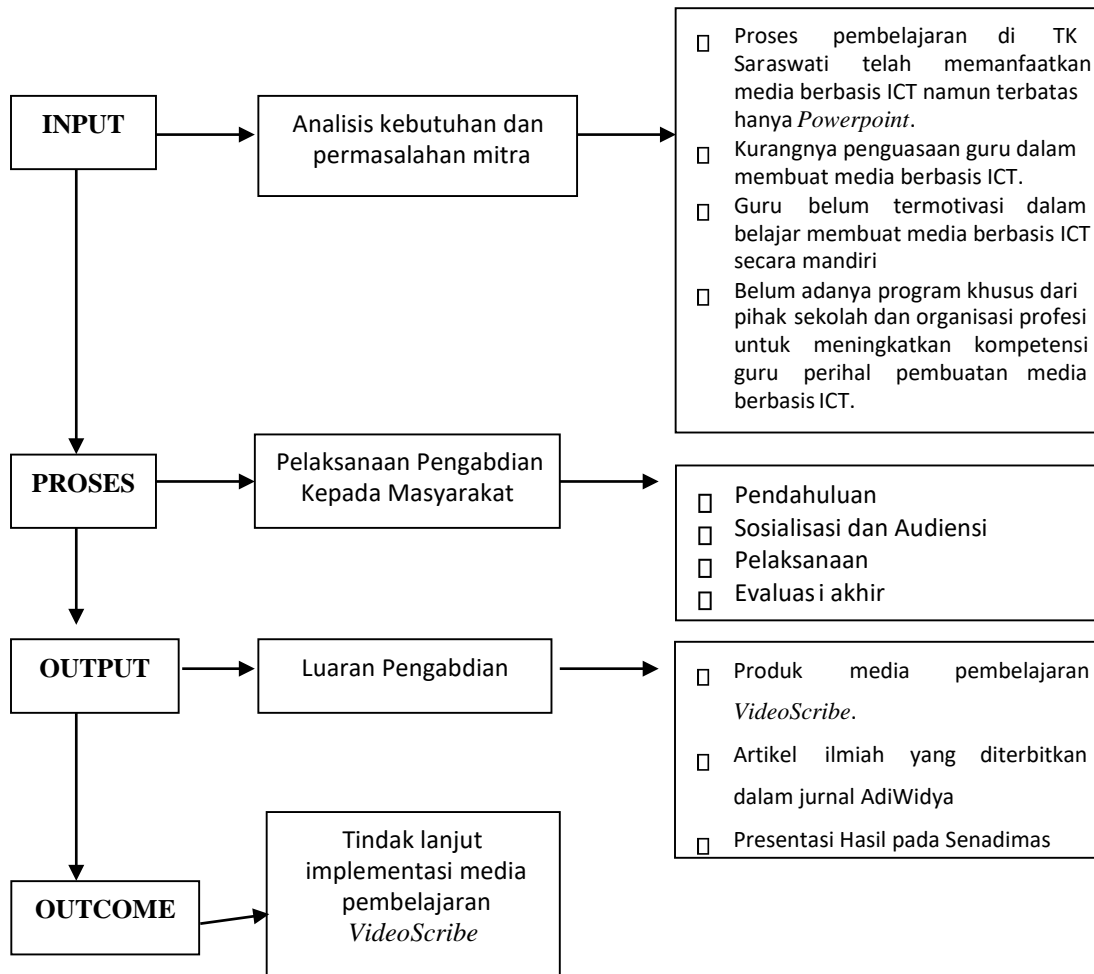 INPUT
Analisis kebutuhan dan
permasalahan mitra
▯ Proses pembelajaran di TK
Saraswati telah memanfaatkan
media berbasis ICT namun terbatas
hanya Powerpoint.
▯ Kurangnya penguasaan guru dalam
membuat media berbasis ICT.
▯ Guru belum termotivasi dalam
belajar membuat media berbasis ICT
secara mandiri
▯ Belum adanya program khusus dari
pihak sekolah dan organisasi profesi
untuk meningkatkan kompetensi
guru perihal pembuatan media
berbasis ICT.
PROSES
Pelaksanaan Pengabdian
Kepada Masyarakat
▯ Pendahuluan
▯ Sosialisasi dan Audiensi
▯ Pelaksanaan
▯ Evaluasi akhir
OUTPUT
Luaran Pengabdian
▯ Produk media pembelajaran
VideoScribe.
▯ Artikel ilmiah yang diterbitkan
dalam jurnal AdiWidya
▯ Presentasi Hasil pada Senadimas
OUTCOME
Tindak lanjut
implementasi media
pembelajaran
VideoScribe